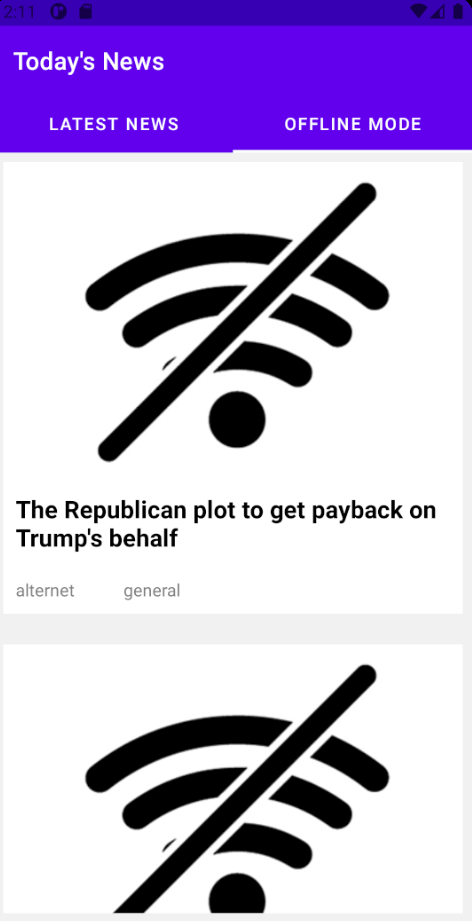 2:11
Today's News
LATEST NEWS OFFLINE MODE
The Republican plot to get payback on
Trump's behalf
alternet general